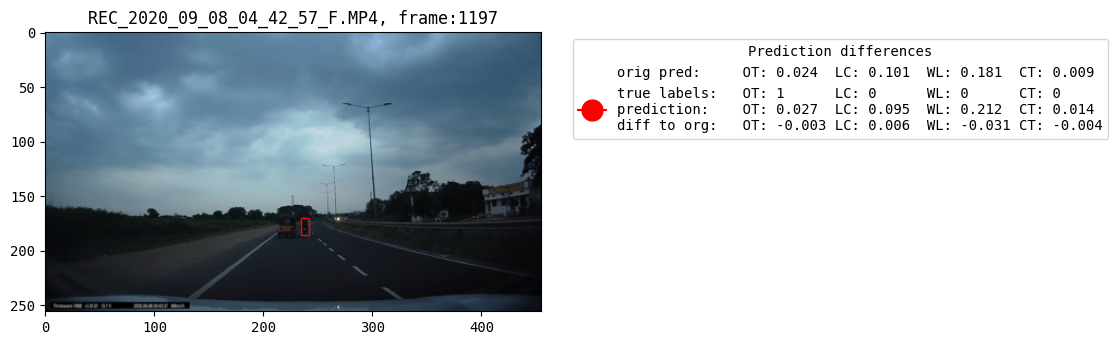 REC_2020_09_08_04_42_57_F.MP4, frame:1197
Prediction differences
orig pred: OT: 0.024 LC: 0.101 WL: 0.181 CT: 0.009
true labels: OT: 1 LC: 0 WL: 0 CT: 0
prediction: OT: 0.027 LC: 0.095 WL: 0.212 CT: 0.014
diff to org: OT: -0.003 LC: 0.006 WL: -0.031 CT: -0.004
0
50
100
150
200
250
0 100 200 300 400